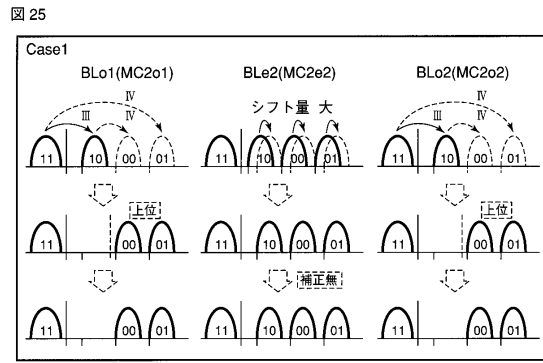 図 25
Case1
BLo1(MC2o1) BLe2(MC2e2) BLo2(MC2o2)
Ⅳ シフト量 大 Ⅳ
Ⅲ Ⅳ Ⅲ Ⅳ
11 10 00 01 11 10 00 01 11 10 00 01
上位 上位
11 00 01 11 10 00 01 11 00 01
補正無
11 00 01 11 10 00 01 11 00 01